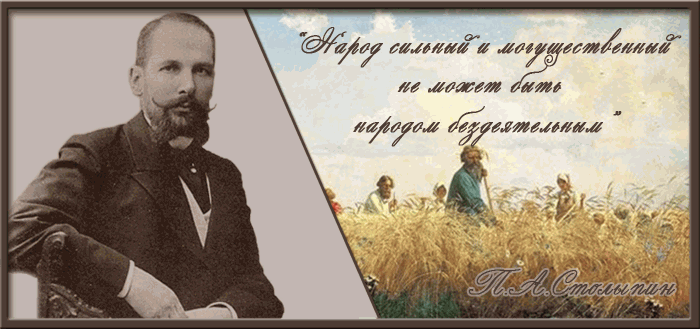 "Народ сильный и могущественный
не может быть
народом бездеятельным"
П.А.Столыпин